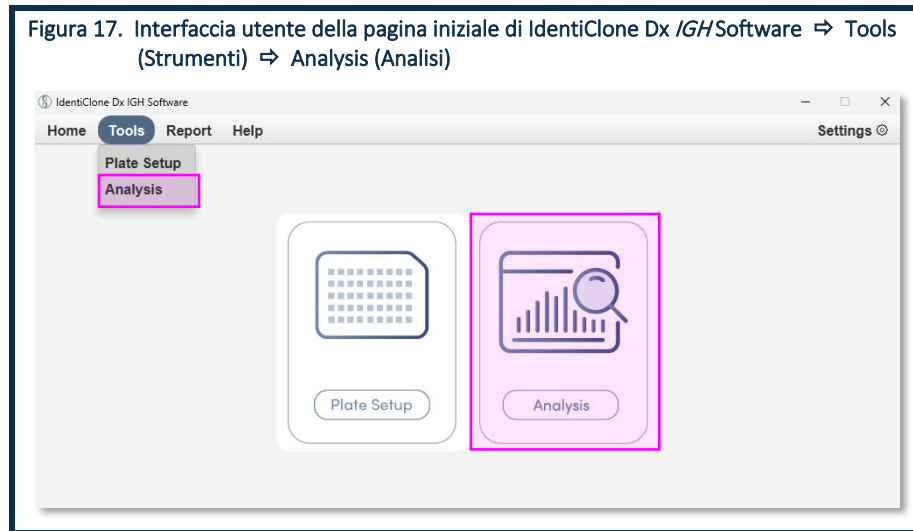 Figura 17. Interfaccia utente della pagina iniziale di IdentiClone Dx IGH Software ⇨ Tools
(Strumenti) ⇨ Analysis (Analisi)
IdentiClone Dx IGH Software
Home Tools Report Help Settings
Plate Setup
Analysis
Plate Setup Analysis